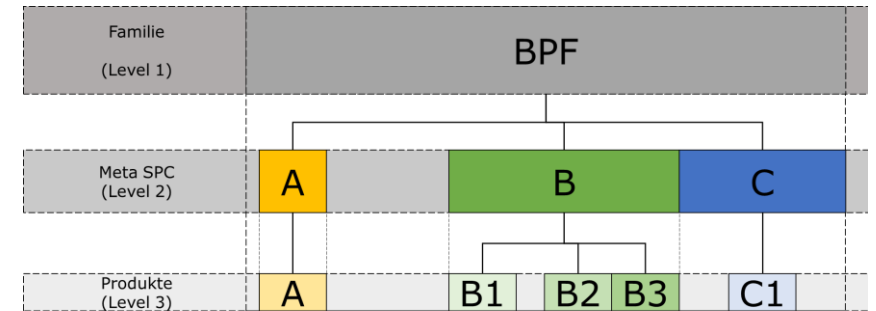 Familie
(Level 1)
BPF
Meta SPC
(Level 2)
A
B
C
Produkte
(Level 3)
A
B1
B2
B3
C1